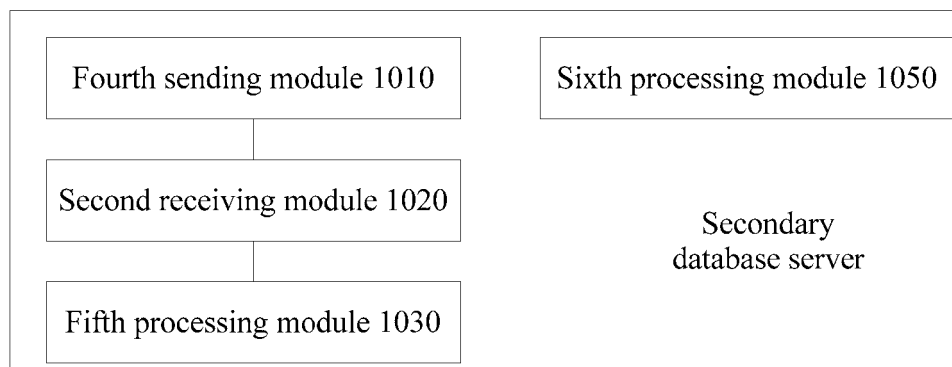 Fourth sending module 1010
Sixth processing module 1050
Second receiving module 1020
Secondary
database server
Fifth processing module 1030